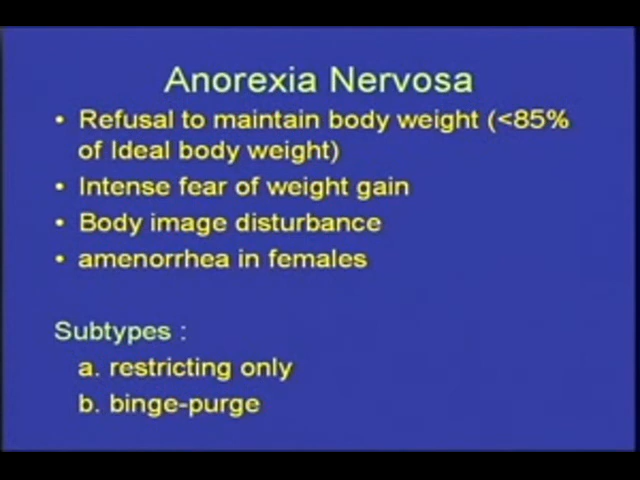 Anorexia Nervosa
• Refusal to maintain body weight (<85%
of Ideal body weight)
• Intense fear of weight gain
• Body image disturbance
• amenorrhea in females
Subtypes :
a. restricting only
b. binge-purge